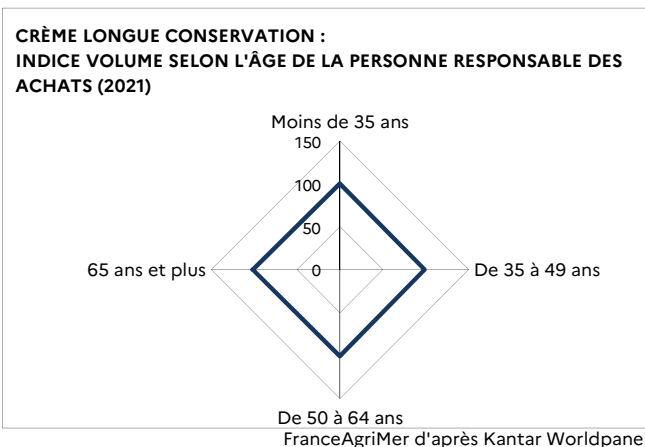 CRÈME LONGUE CONSERVATION :
INDICE VOLUME SELON L'ÂGE DE LA PERSONNE RESPONSABLE DES
ACHATS (2021)
Moins de 35 ans
150
100
50
65 ans et plus
0
De 35 à 49 ans
De 50 à 64 ans
FranceAgriMer d'après Kantar Worldpane